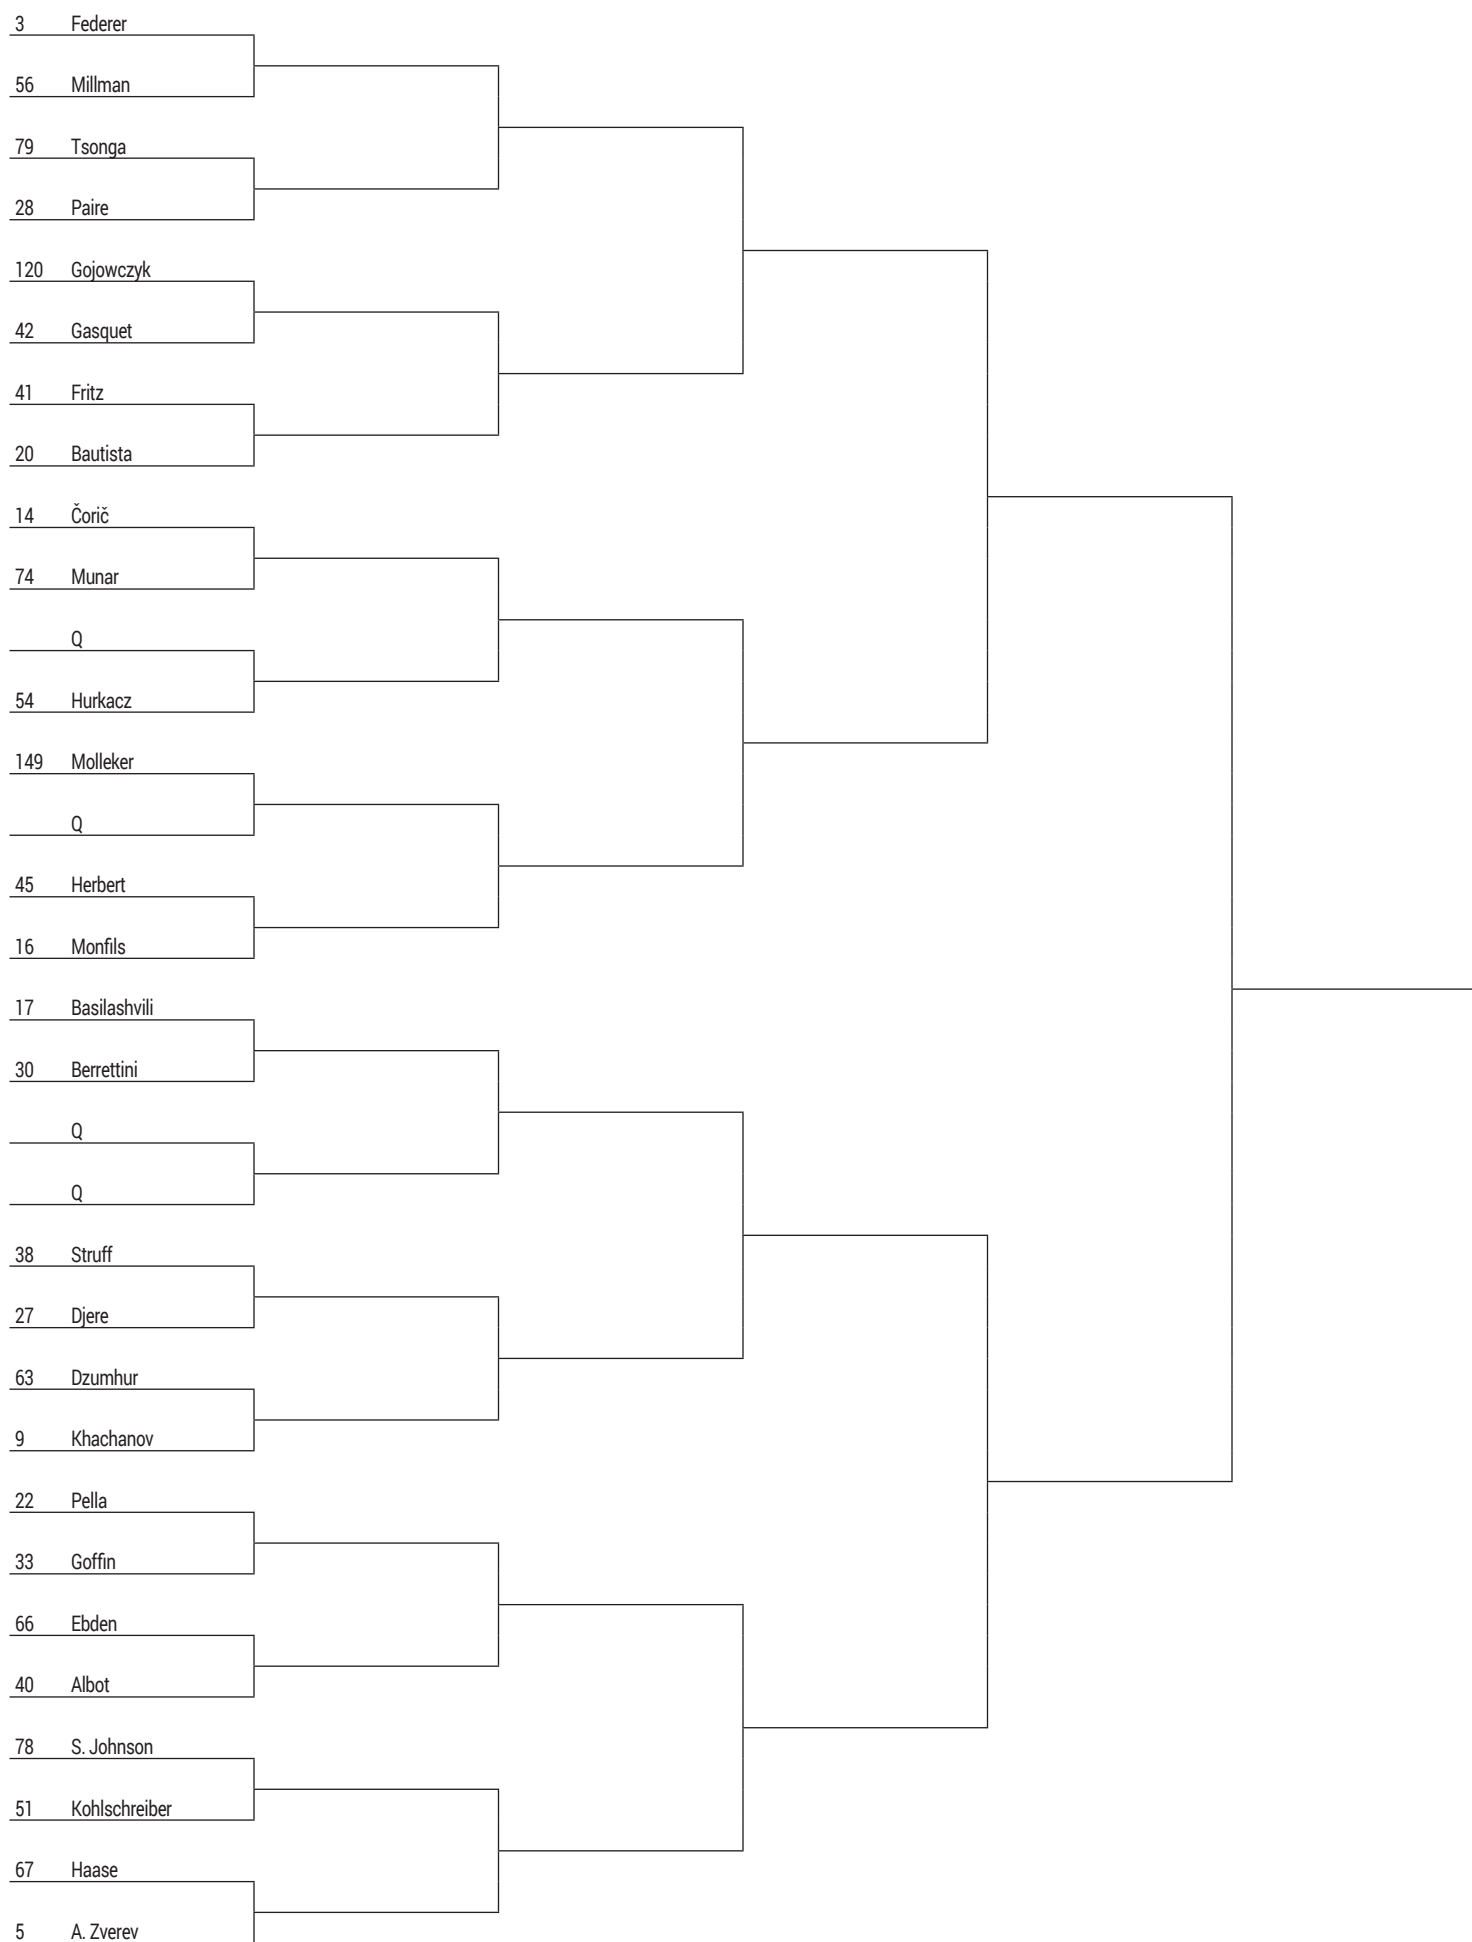 3 Federer
56 Millman
79 Tsonga
28 Paire
120 Gojowczyk
42 Gasquet
41 Fritz
20 Bautista
14 Čorič
74 Munar
Q
54 Hurkacz
149 Molleker
Q
45 Herbert
16 Monfils
17 Basilashvili
30 Berrettini
Q
Q
38 Struff
27 Djere
63 Dzumhur
9 Khachanov
22 Pella
33 Goffin
66 Ebden
40 Albot
78 S. Johnson
51 Kohlschreiber
67 Haase
5 A. Zverev